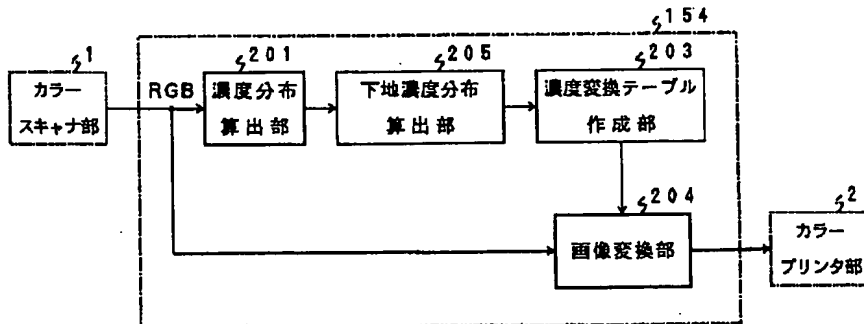 154
1
カラー
スキャナ部
RGB
201
濃度分布
算出部
205
下地濃度分布
算出部
203
濃度変換テーブル
作成部
204
画像変換部
2
カラー
プリンタ部